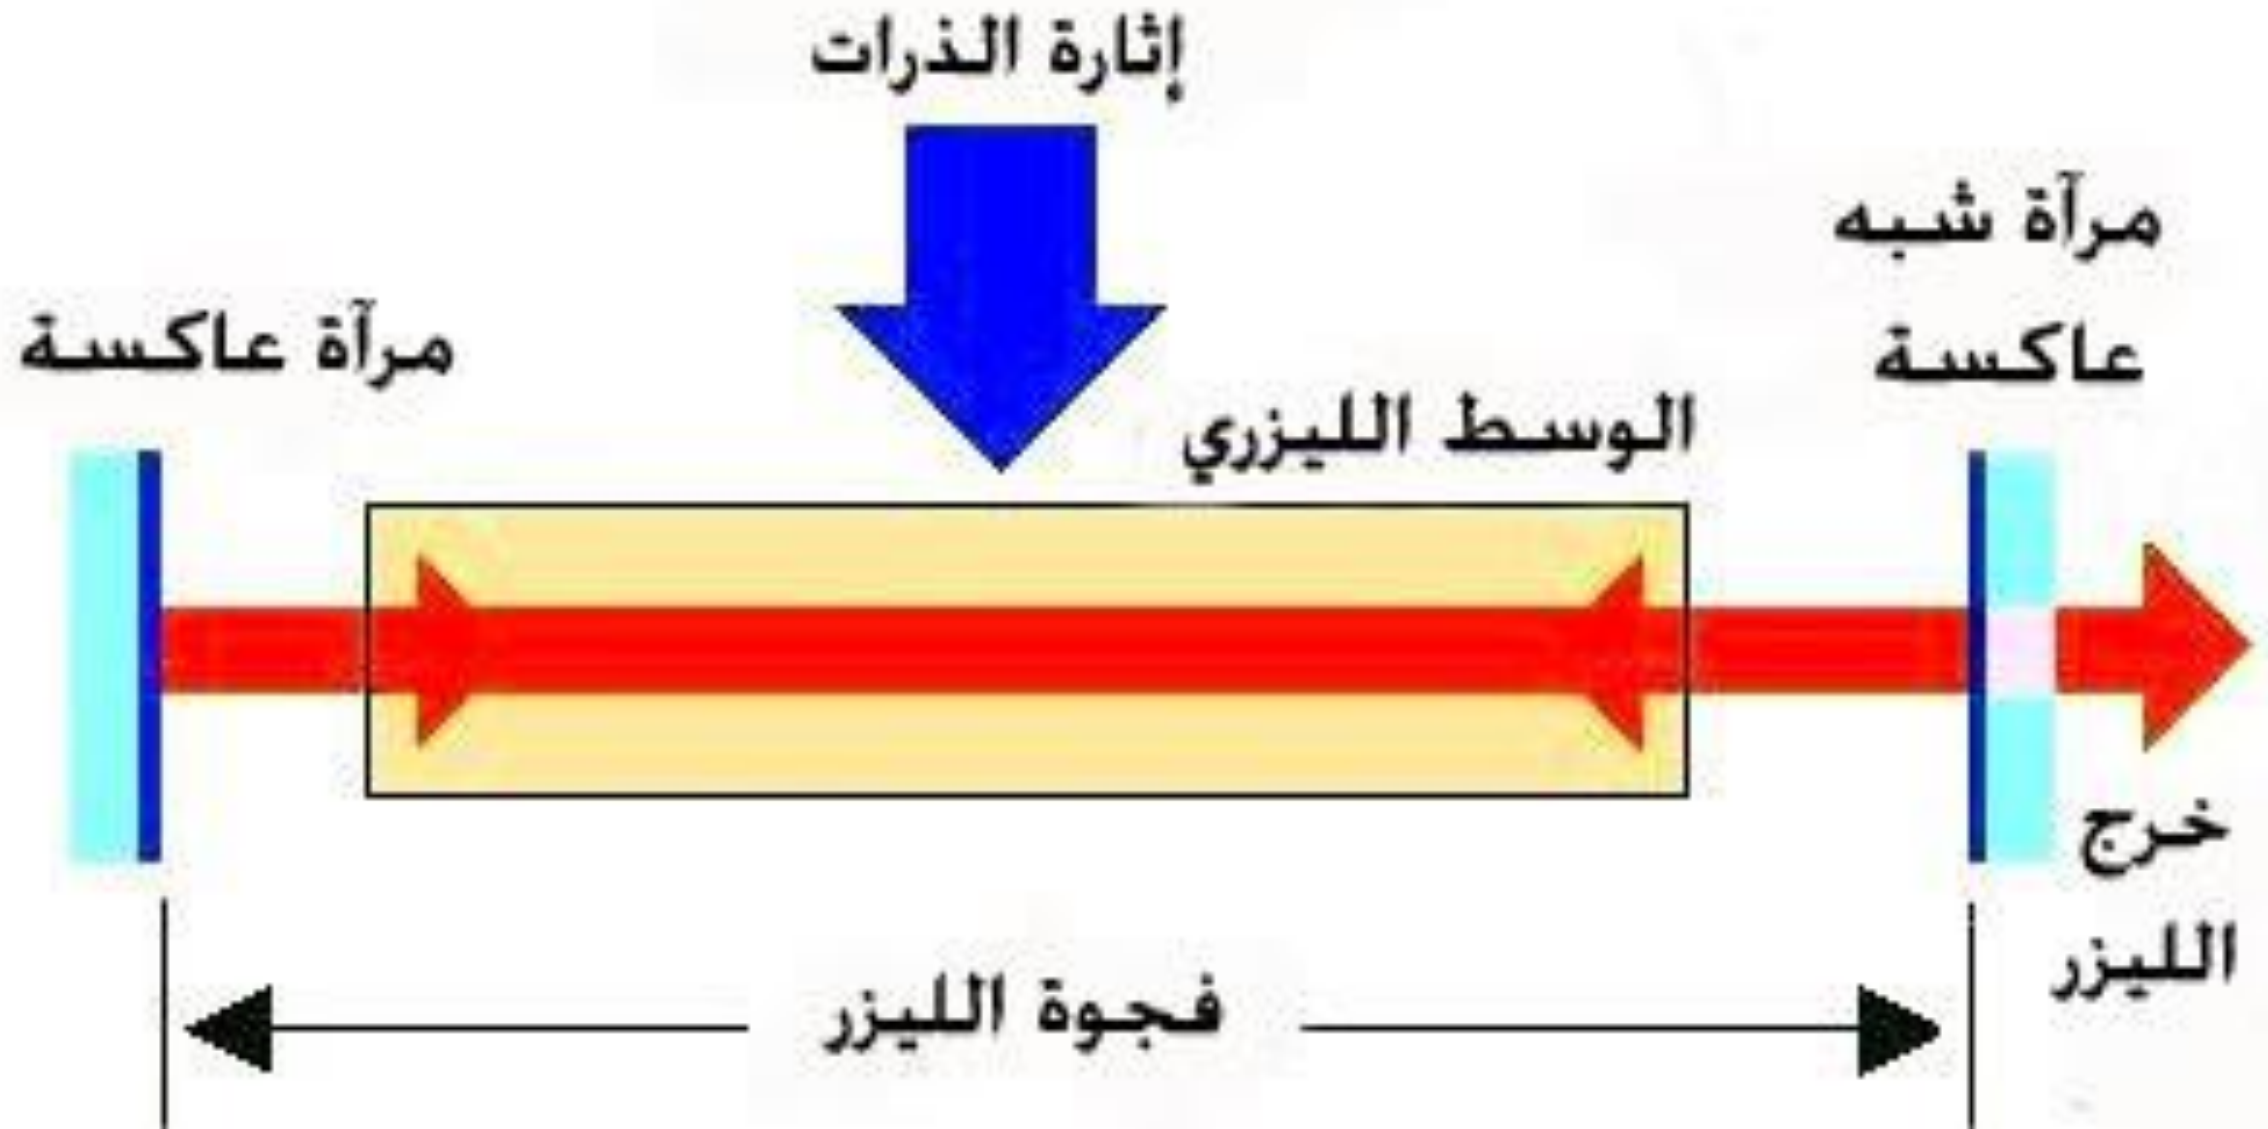 إثارة الذرات
مرآة شبه
عاكسة
مرآة عاكسة
الوسط الليزري
خرج
الليزر
فجوة الليزر